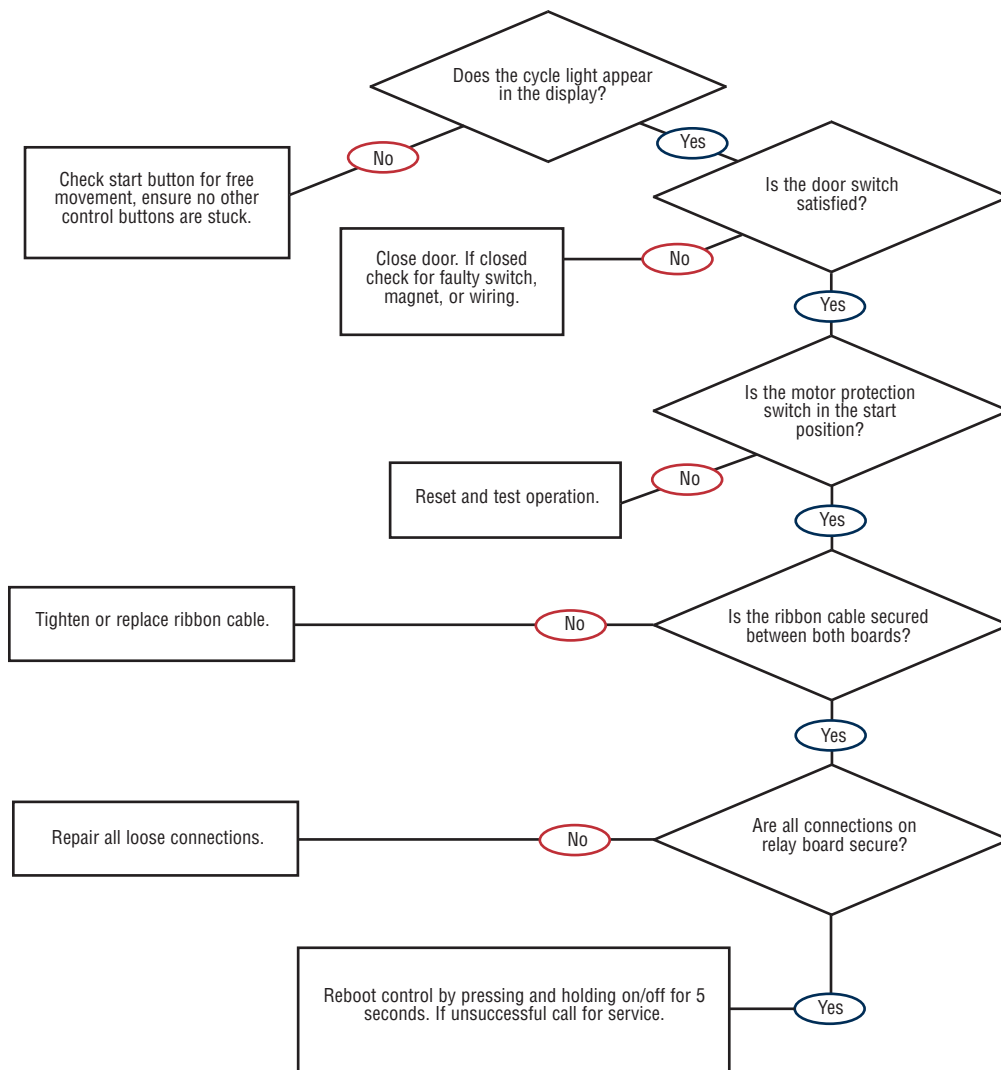 Does the cycle light appear
in the display?
No
Yes
Check start button for free
movement, ensure no other
control buttons are stuck.
Is the door switch
satisfied?
No
Close door. If closed
check for faulty switch,
magnet, or wiring.
Yes
Is the motor protection
switch in the start
position?
No
Reset and test operation.
Yes
Is the ribbon cable secured
between both boards?
No
Tighten or replace ribbon cable.
Yes
Are all connections on
relay board secure?
No
Repair all loose connections.
Yes
Reboot control by pressing and holding on/off for 5
seconds. If unsuccessful call for service.